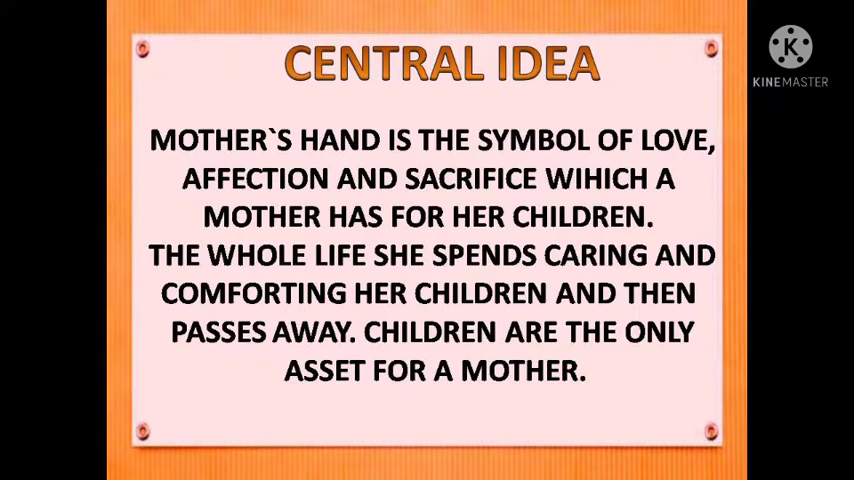 CENTRAL IDEA
KINEMASTER
MOTHER`S HAND IS THE SYMBOL OF LOVE,
AFFECTION AND SACRIFICE WIHICH A
MOTHER HAS FOR HER CHILDREN.
THE WHOLE LIFE SHE SPENDS CARING AND
COMFORTING HER CHILDREN AND THEN
PASSES AWAY. CHILDREN ARE THE ONLY
ASSET FOR A MOTHER.